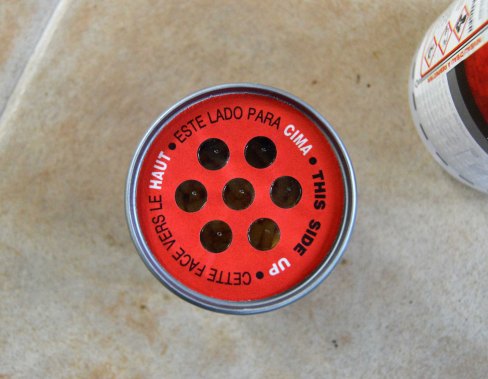 ESTE LADO PARA CIMA •
THIS SIDE UP •
CETTE FACE VERS LE HAUT •